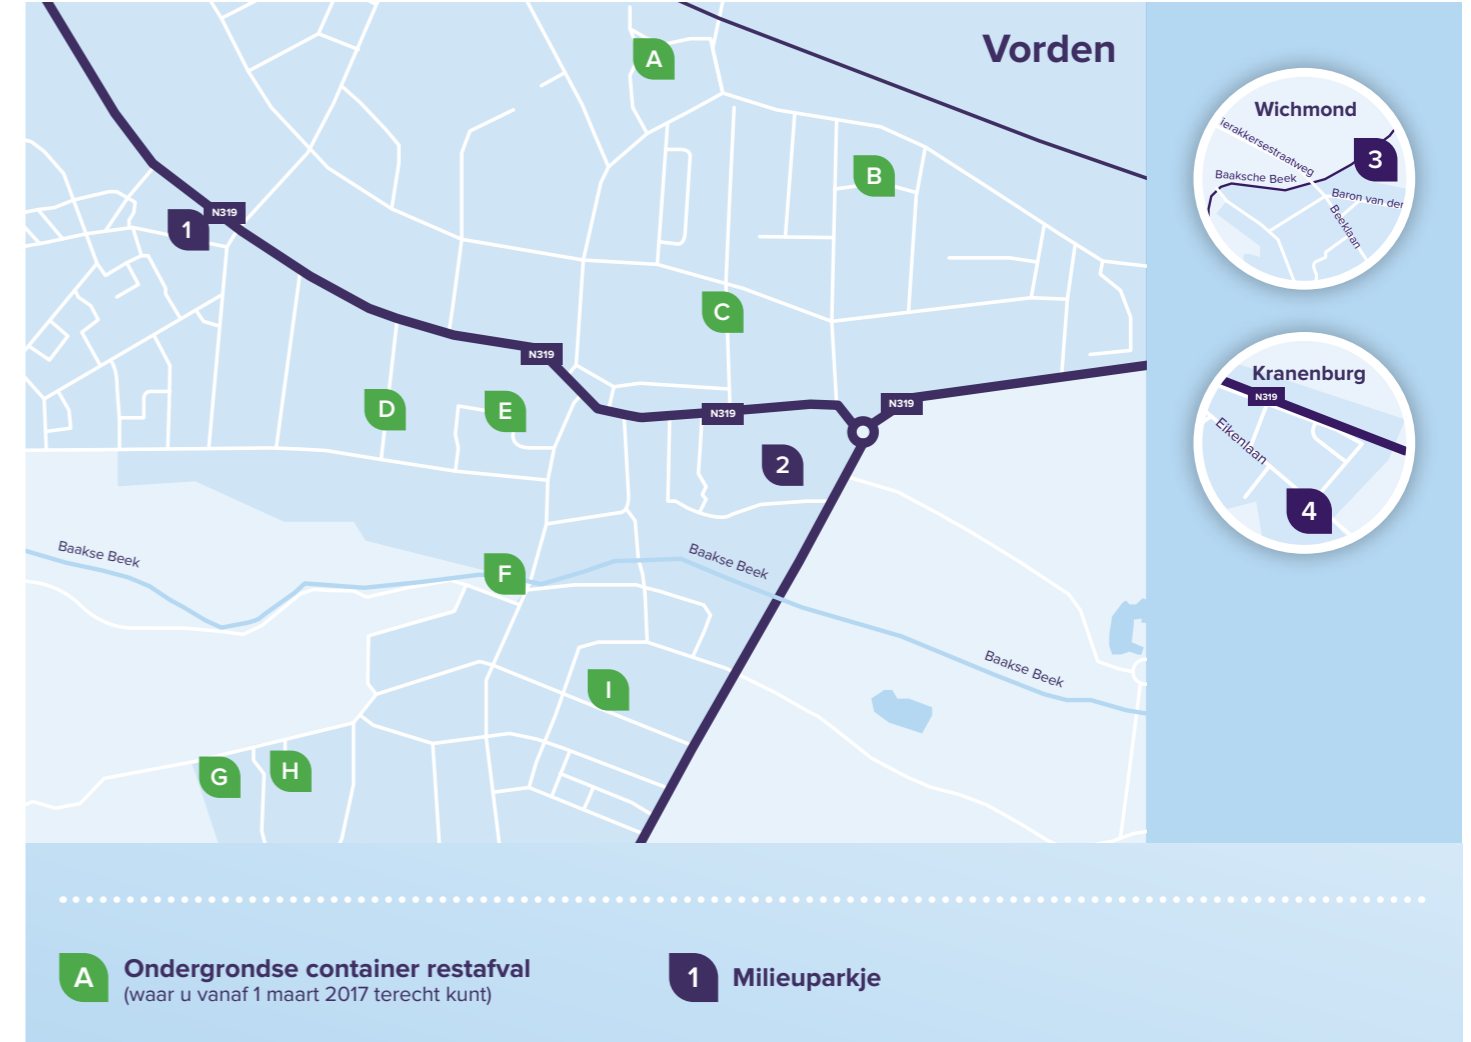 Vorden
A
B
1
N319
C
N319
D
E
N319
N319
2
Baakse Beek
F
Baakse Beek
Baakse Beek
I
G
H
Wichmond
ierakkersestraatweg
3
Baaksche Beek
Baron van der
Beeklaan
Kranenburg
N319
Eikenlaan
4
A
Ondergrondse container restafval
(waar u vanaf 1 maart 2017 terecht kunt)
1
Milieuparkje